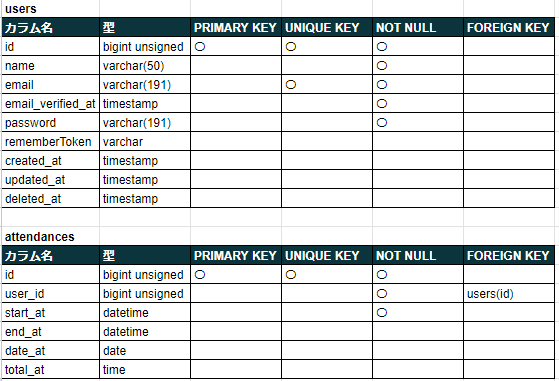 users
カラム名 型 PRIMARY KEY UNIQUE KEY NOT NULL FOREIGN KEY
id bigint unsigned 〇 〇 〇
name varchar(50) 〇
email varchar(191) 〇 〇
email_verified_at timestamp 〇
password varchar(191) 〇
rememberToken varchar
created_at timestamp
updated_at timestamp
deleted_at timestamp
attendances
カラム名 型 PRIMARY KEY UNIQUE KEY NOT NULL FOREIGN KEY
id bigint unsigned 〇 〇 〇
user_id bigint unsigned 〇 users(id)
start_at datetime 〇
end_at datetime
date_at date
total_at time